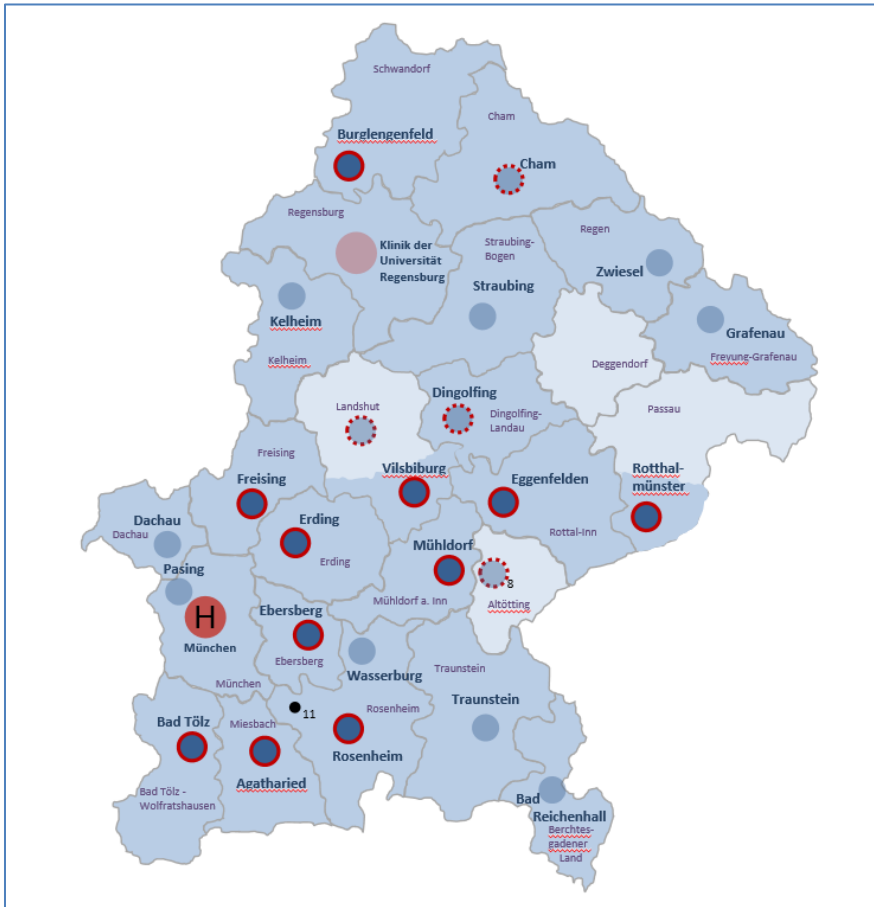 Schwandorf
Burglengenfeld
Cham
Cham
Regensburg
Klinik der
Universität
Regensburg
Straubing-
Bogen
Straubing
Regen
Zwiesel
Kelheim
Kelheim
Grafenau
Freyung-Grafenau
Deggendorf
Passau
Landshut
Dingolfing
Dingolfing-
Landau
Freising
Freising
Vilsbiburg
Eggenfelden
Rottal-Inn
Rotthal-
münster
Dachau
Dachau
Erding
Erding
Mühldorf
Mühldorf a. Inn
8
Altötting
Pasing
H
München
München
Ebersberg
Ebersberg
Wasserburg
Traunstein
Traunstein
Bad Tölz
Bad Tölz -
Wolfratshausen
Miesbach
Agatharied
11
Rosenheim
Rosenheim
Bad
Reichenhall
Berchtes-
gadener
Land